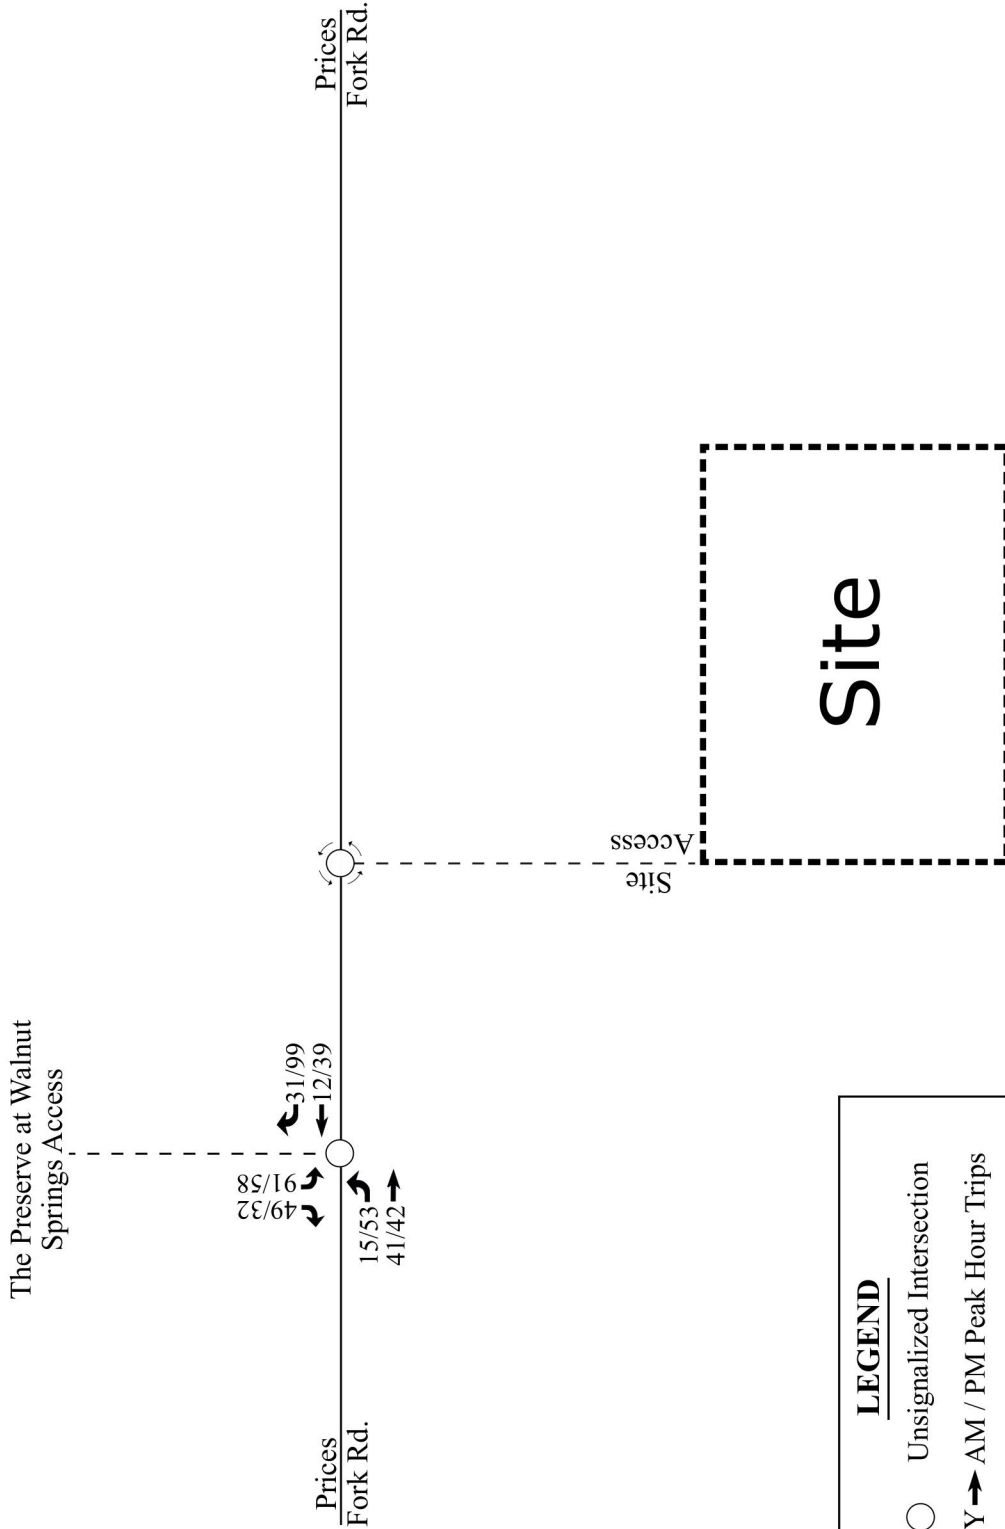 The Preserve at Walnut
Springs Access
Prices
Fork Rd.
Prices
Fork Rd.
31/99
12/39
91/58
49/32
15/53
41/42
Site
Access
Site
LEGEND
Unsignalized Intersection
Y AM / PM Peak Hour Trips